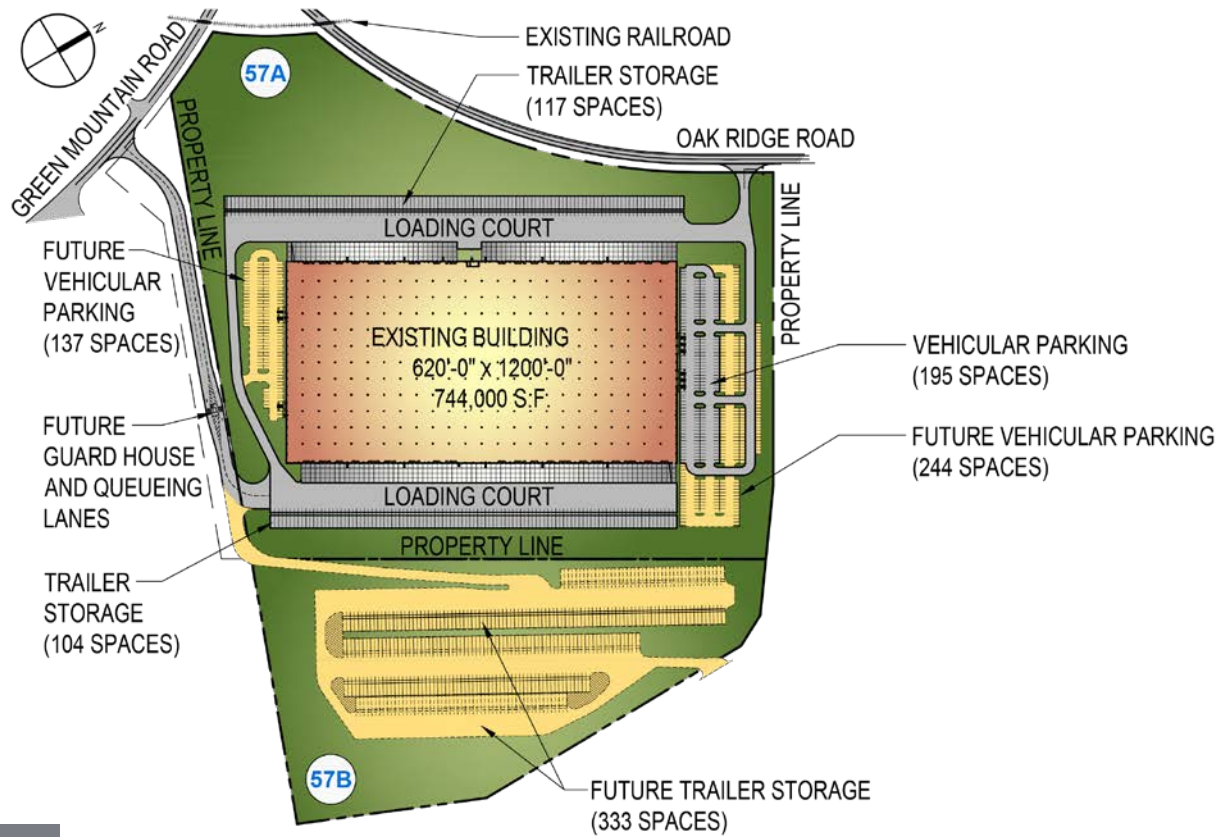 N
EXISTING RAILROAD
57A
TRAILER STORAGE
(117 SPACES)
GREEN MOUNTAIN ROAD
PROPERTY LINE
OAK RIDGE ROAD
PROPERTY LINE
LOADING COURT
FUTURE
VEHICULAR
PARKING
(137 SPACES)
EXISTING BUILDING
620'-0" x 1200'-0"
744,000 S.F.
VEHICULAR PARKING
(195 SPACES)
FUTURE
GUARD HOUSE
AND QUEUEING
LANES
FUTURE VEHICULAR PARKING
(244 SPACES)
LOADING COURT
PROPERTY LINE
TRAILER
STORAGE
(104 SPACES)
57B
FUTURE TRAILER STORAGE
(333 SPACES)